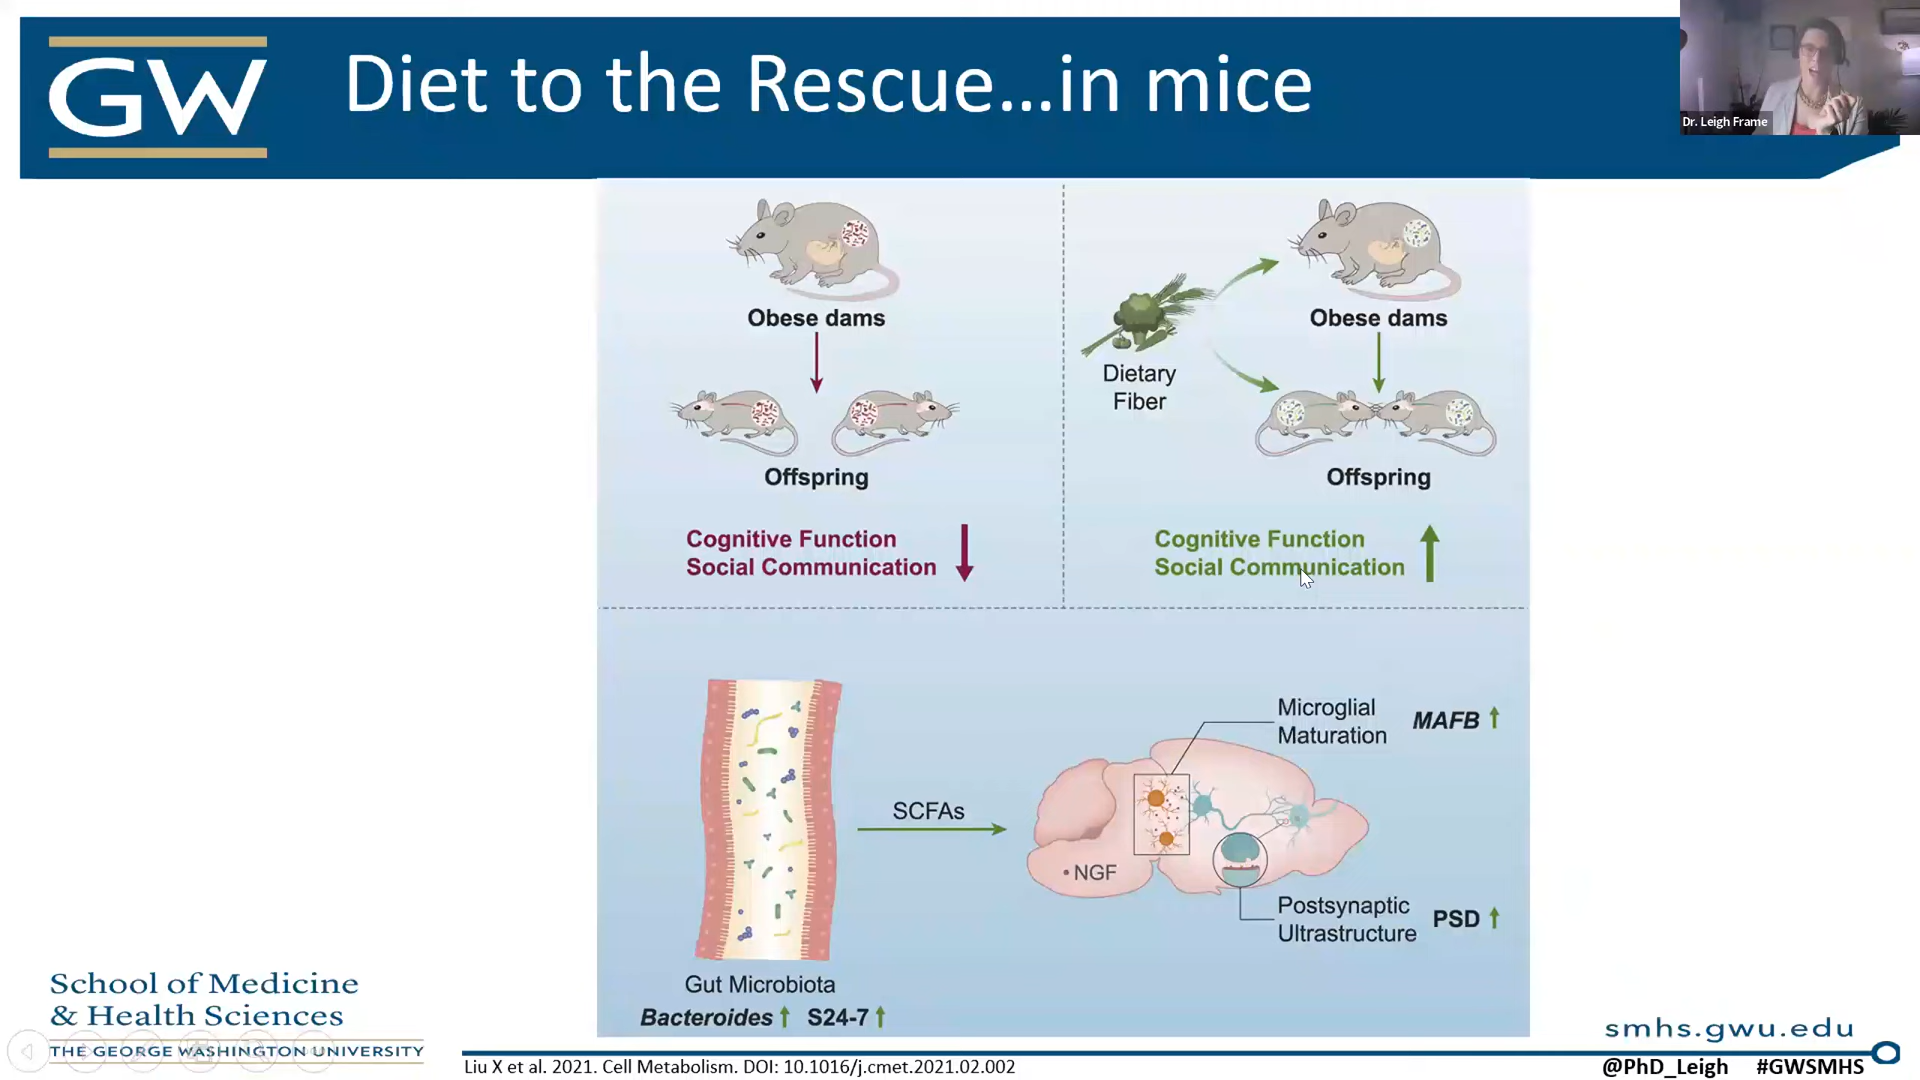 GW
Diet to the Rescue...in mice
Dr. Leigh Frame
Obese dams
Offspring
Cognitive Function
Social Communication
Dietary
Fiber
Obese dams
Offspring
Cognitive Function
Social Communication
Gut Microbiota
Bacteroides ↑ S24-7 ↑
SCFAs
• NGF
Microglial
Maturation
MAFB ↑
Postsynaptic
Ultrastructure
PSD ↑
School of Medicine
& Health Sciences
THE GEORGE WASHINGTON UNIVERSITY
Liu X et al. 2021. Cell Metabolism. DOI: 10.1016/j.cmet.2021.02.002
smhs.gwu.edu
@PhD_Leigh #GWSMHS